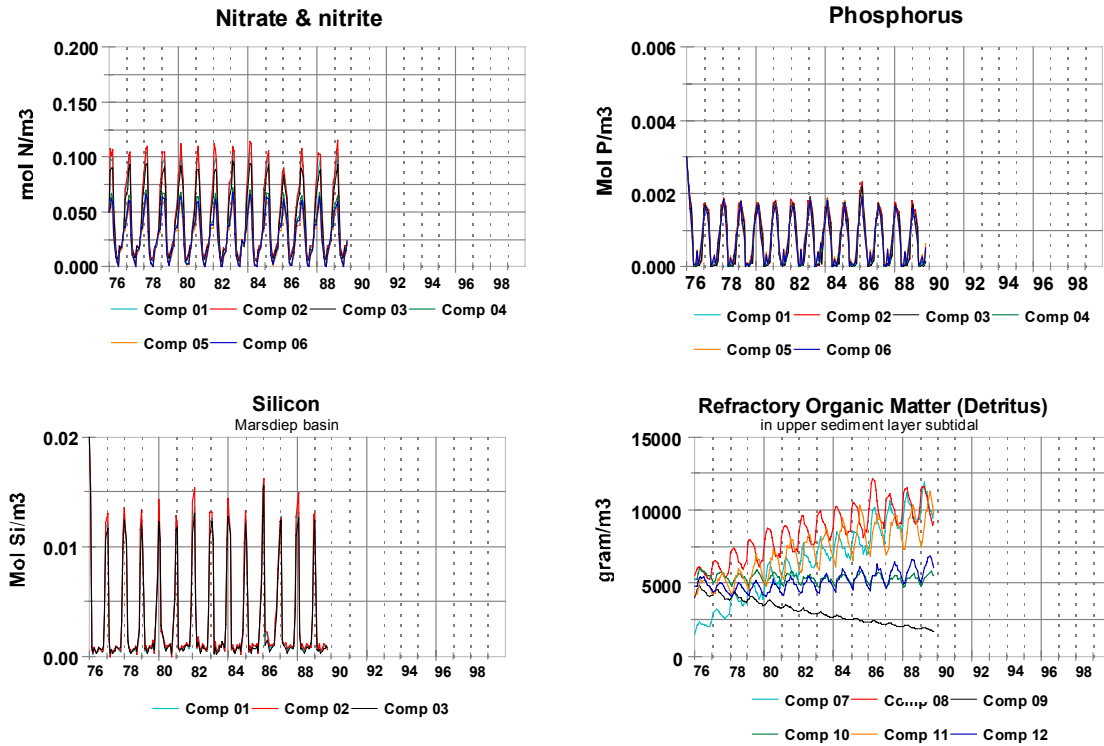 Nitrate & nitrite
mol N/m3
0.200
0.150
0.100
0.050
0.000
76 78 80 82 84 86 88 90 92 94 96 98
Comp 01 Comp 02 Comp 03 Comp 04
Comp 05 Comp 06
Phosphorus
Mol P/m3
0.006
0.004
0.002
0.000
76 78 80 82 84 86 88 90 92 94 96 98
Comp 01 Comp 02 Comp 03 Comp 04
Comp 05 Comp 06
Silicon
Marsdiep basin
Mol Si/m3
0.02
0.01
0.00
76 78 80 82 84 86 88 90 92 94 96 98
Comp 01 Comp 02 Comp 03
Refractory Organic Matter (Detritus)
in upper sediment layer subtidal
gram/m3
15000
10000
5000
0
76 78 80 82 84 86 88 90 92 94 96 98
Comp 07 Comp 08 Comp 09
Comp 10 Comp 11 Comp 12